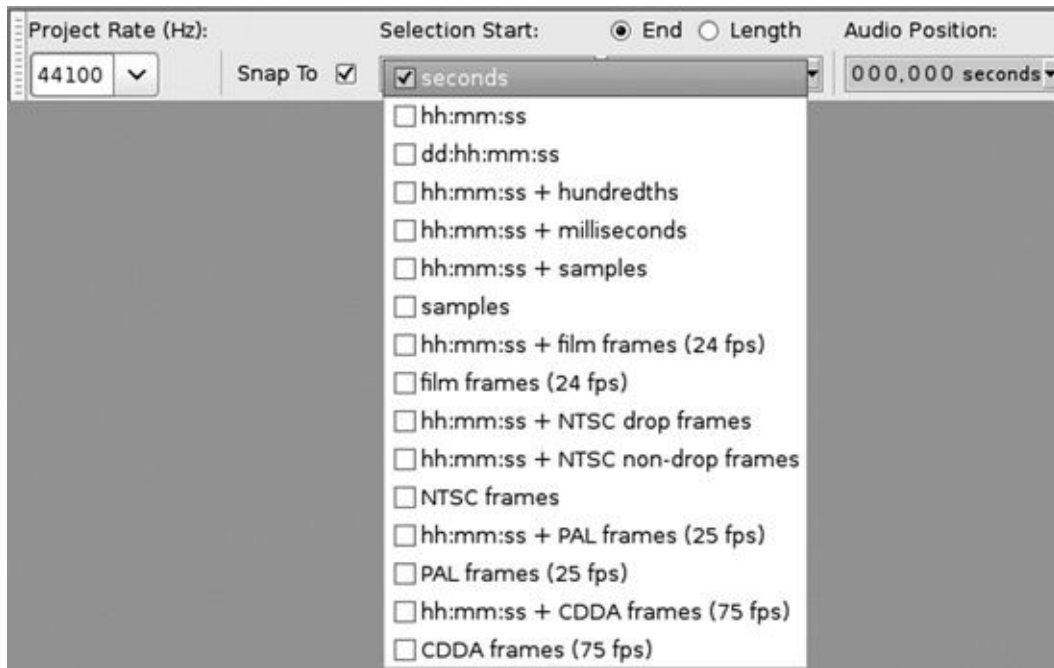 Project Rate (Hz): Selection Start: End Length Audio Position:
44100 Snap To seconds 000,000 seconds
hh:mm:ss
dd:hh:mm:ss
hh:mm:ss + hundredths
hh:mm:ss + milliseconds
hh:mm:ss + samples
samples
hh:mm:ss + film frames (24 fps)
film frames (24 fps)
hh:mm:ss + NTSC drop frames
hh:mm:ss + NTSC non-drop frames
NTSC frames
hh:mm:ss + PAL frames (25 fps)
PAL frames (25 fps)
hh:mm:ss + CDDA frames (75 fps)
CDDA frames (75 fps)